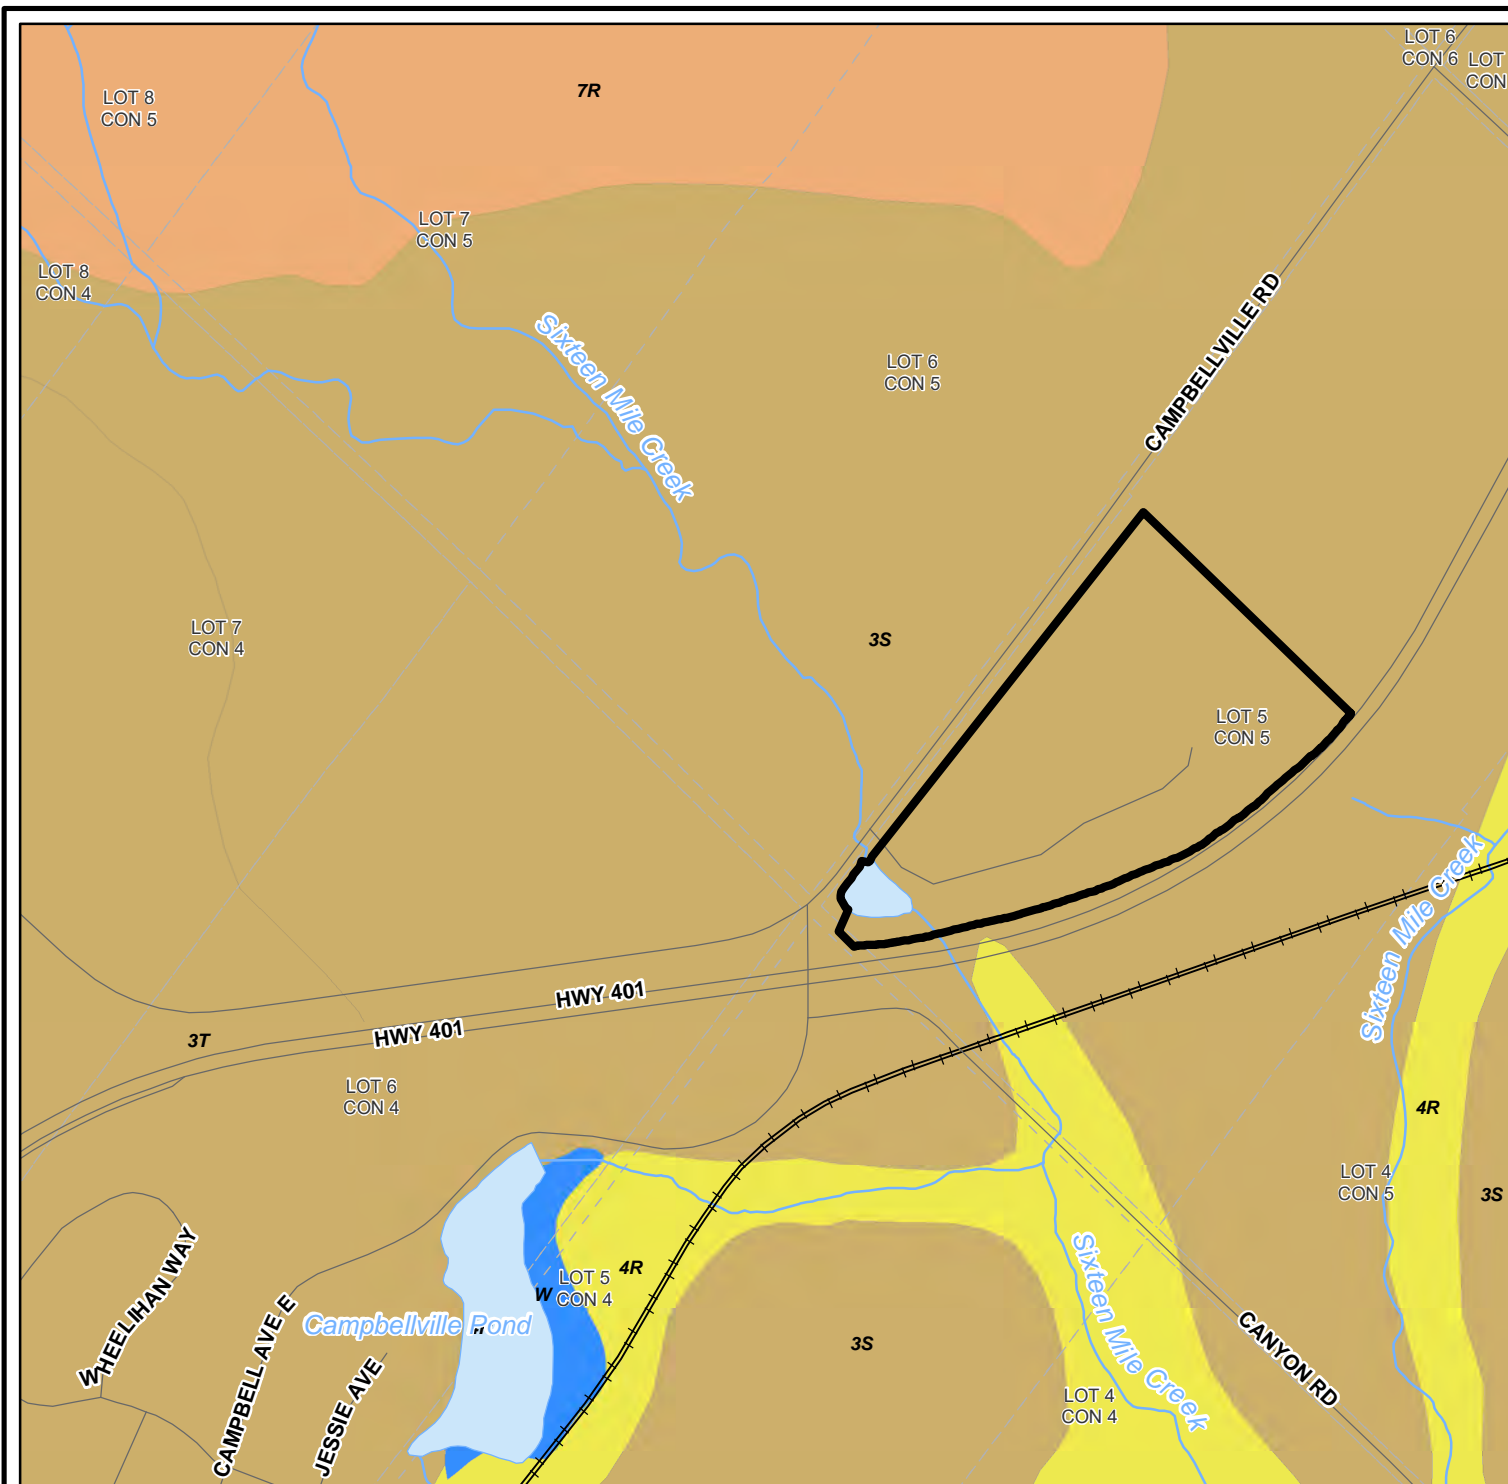 LOT 6
CON 6
LOT
CON
7R
LOT 8
CON 5
LOT 7
CON 5
LOT 8
CON 4
Sixteen Mile Creek
LOT 6
CON 5
CAMPBELLVILLE RD
LOT 7
CON 4
3S
LOT 5
CON 5
Sixteen Mile Creek
HWY 401
HWY 401
3T
LOT 6
CON 4
4R
LOT 4
CON 5
3S
WHEELIHAN WAY
CAMPBELL AVE E
JESSIE AVE
Campbellville Pond
W
LOT 5
CON 4
4R
3S
Sixteen Mile Creek
CANYON RD
LOT 4
CON 4